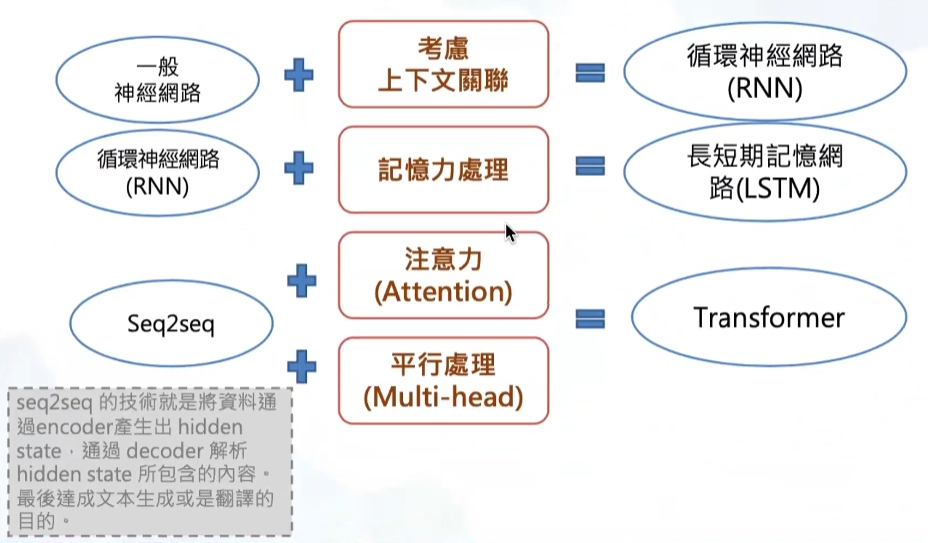 一般
神經網路
考慮
上下文關聯
循環神經網路
(RNN)
循環神經網路
(RNN)
記憶力處理
長短期記憶網
路(LSTM)
Seq2seq
注意力
(Attention)
平行處理
(Multi-head)
Transformer
seq2seq 的技術就是將資料通
過encoder產生出 hidden
state，通過 decoder 解析
hidden state 所包含的內容。
最後達成文本生成或是翻譯的
目的。